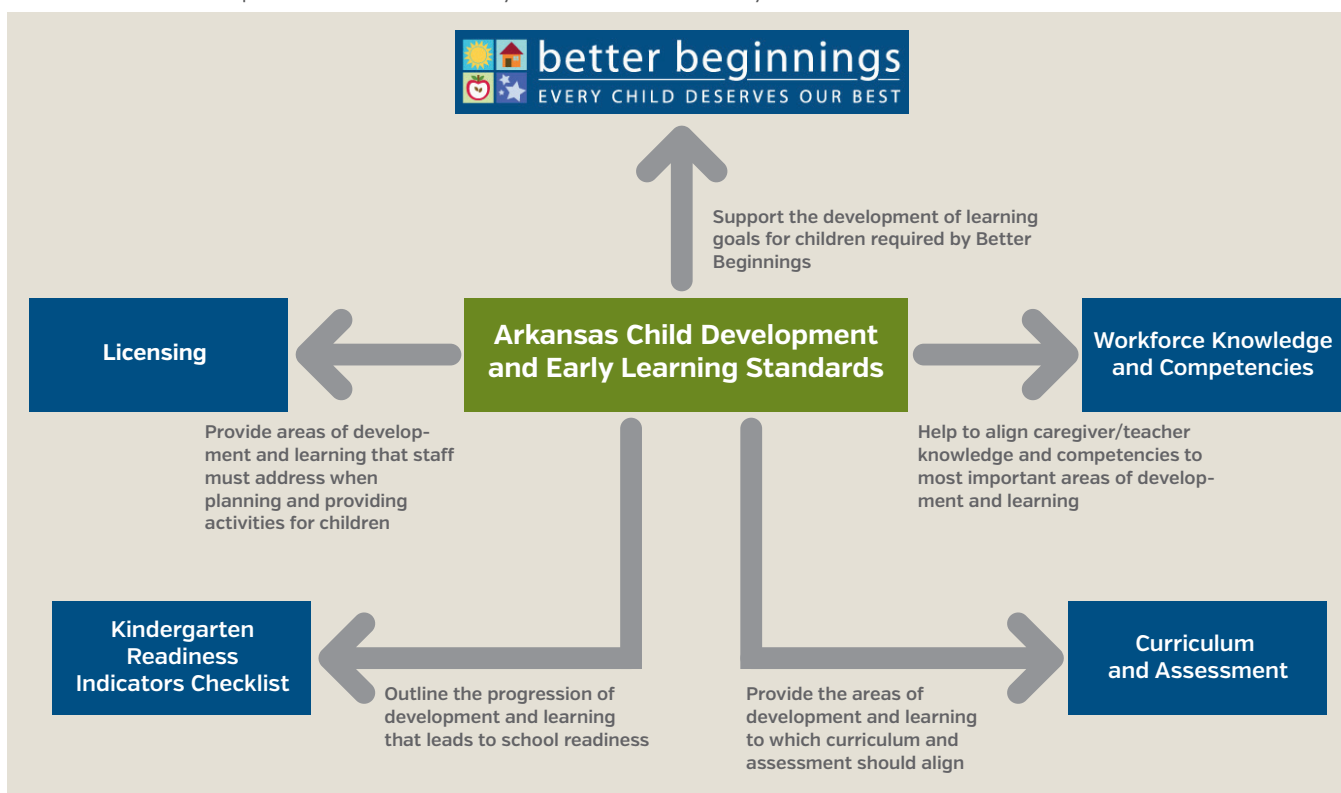 better beginnings
EVERY CHILD DESERVES OUR BEST
Support the development of learning
goals for children required by Better
Beginnings
Licensing
Arkansas Child Development
and Early Learning Standards
Workforce Knowledge
and Competencies
Provide areas of develop-
ment and learning that staff
must address when
planning and providing
activities for children
Help to align caregiver/teacher
knowledge and competencies to
most important areas of develop-
ment and learning
Kindergarten
Readiness
Indicators Checklist
Curriculum
and Assessment
Outline the progression of
development and learning
that leads to school readiness
Provide the areas of
development and learning
to which curriculum and
assessment should align